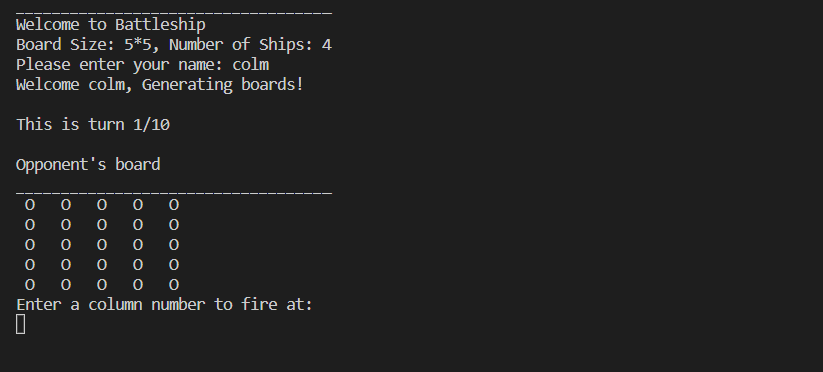 ___________________________________
Welcome to Battleship
Board Size: 5*5, Number of Ships: 4
Please enter your name: colm
Welcome colm, Generating boards!
This is turn 1/10
Opponent's board
___________________________________
O O O O O
O O O O O
O O O O O
O O O O O
O O O O O
Enter a column number to fire at: